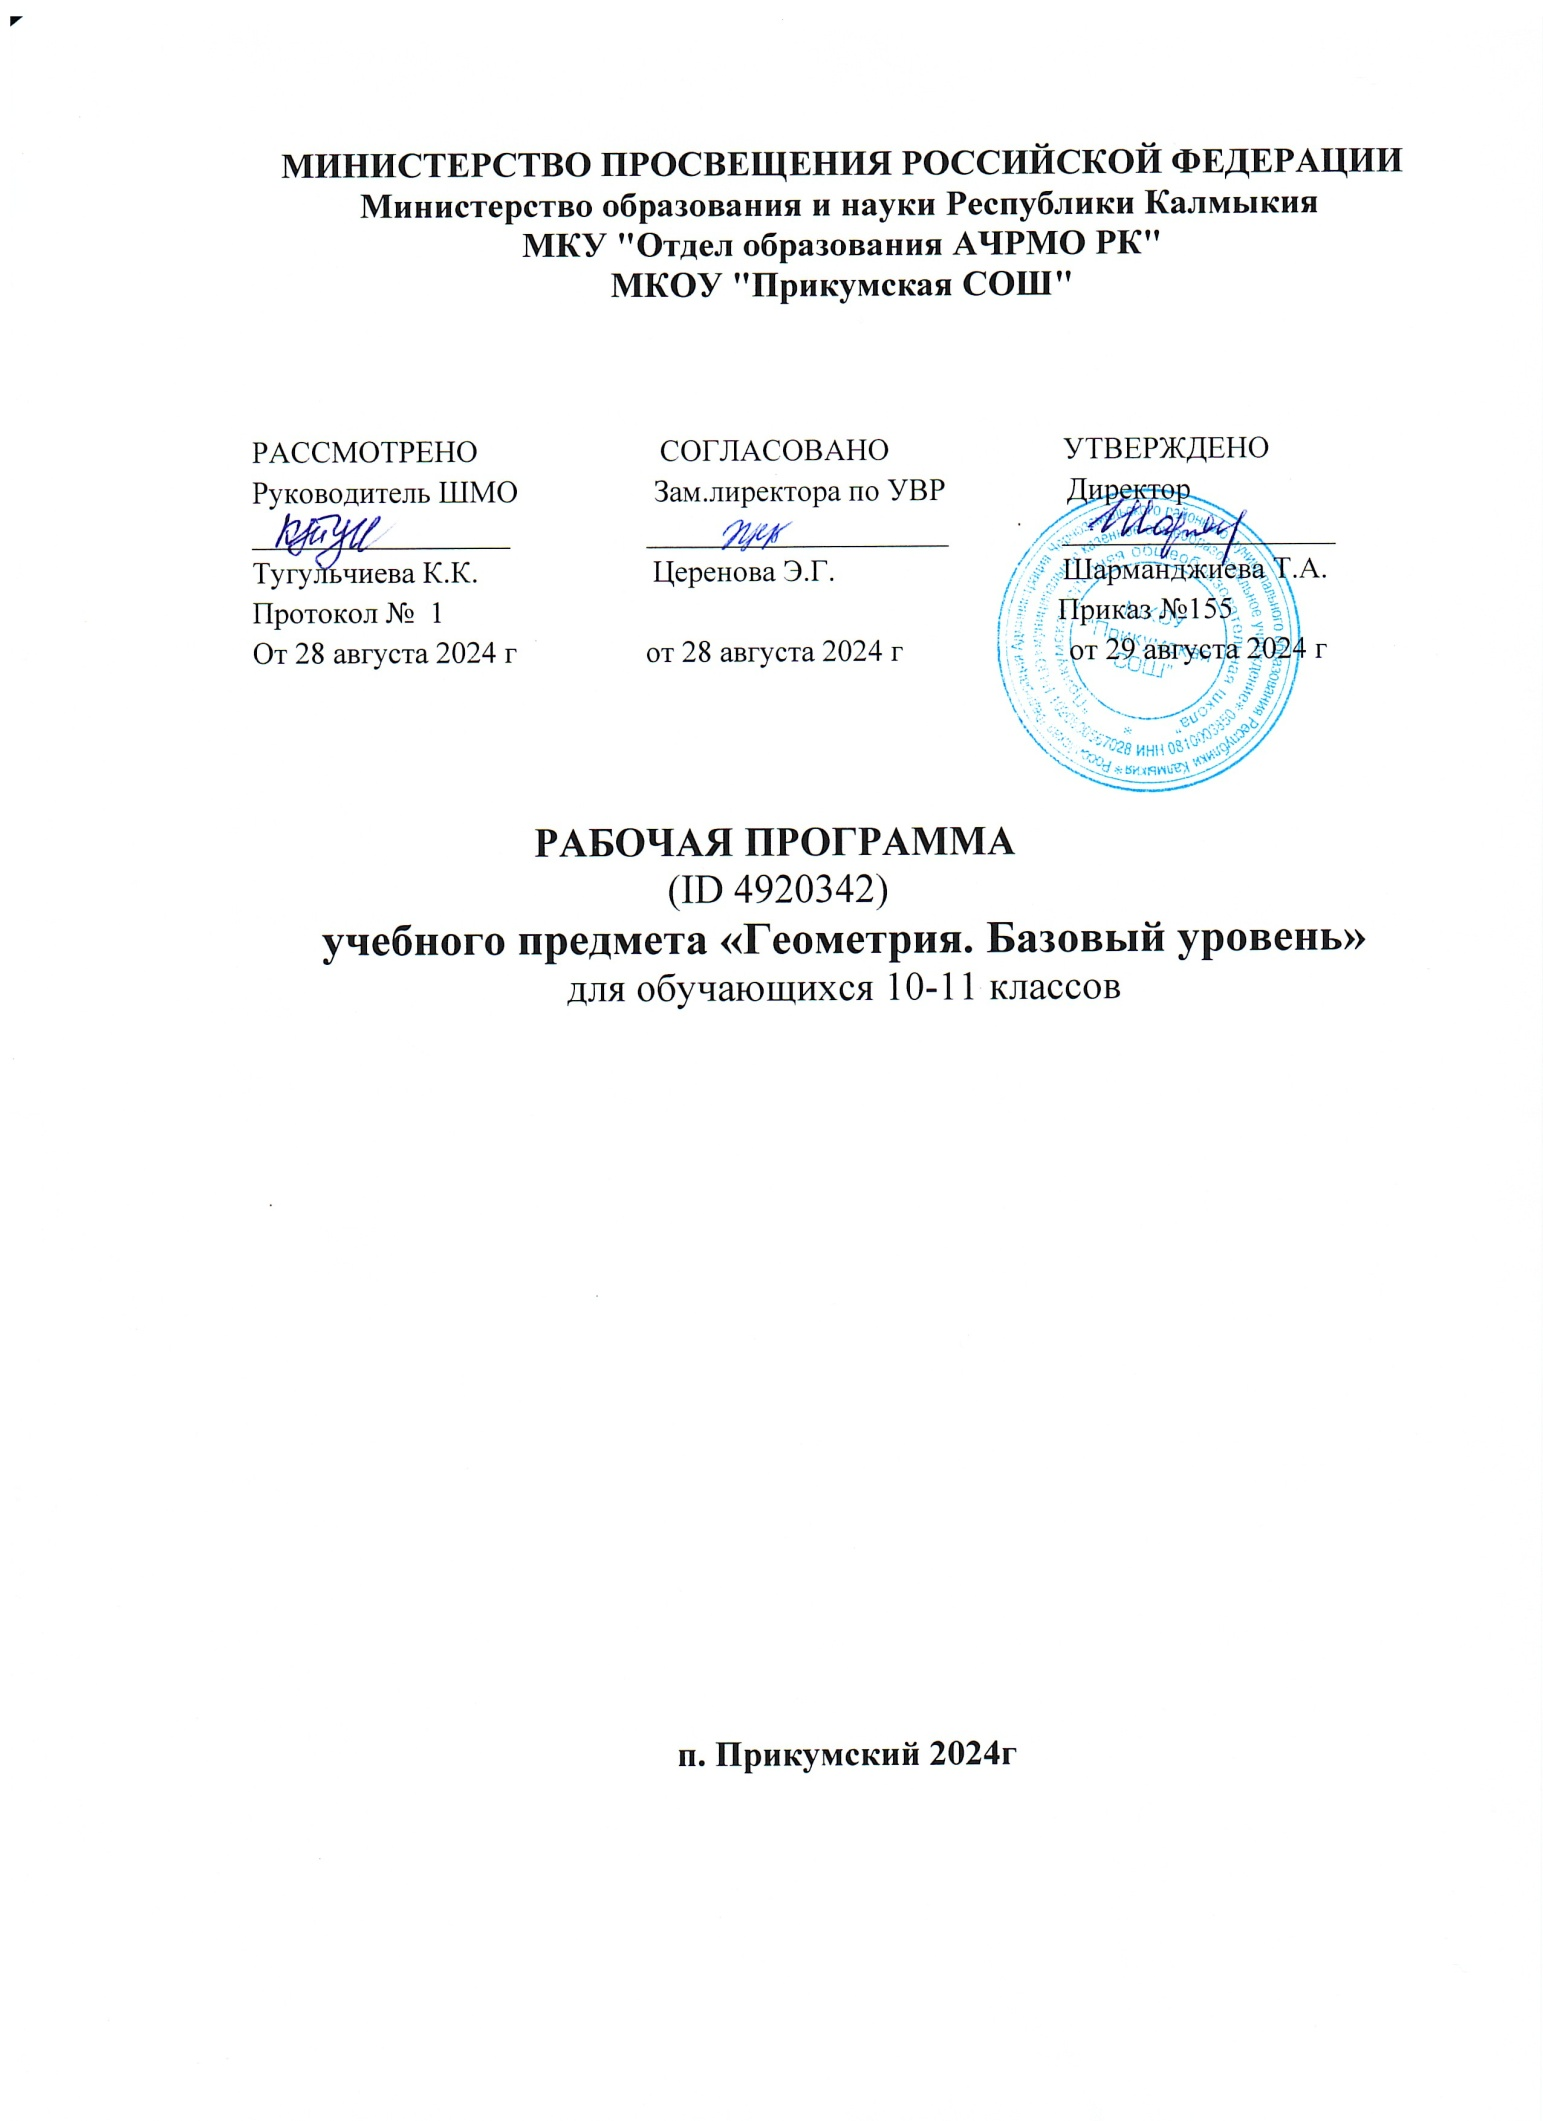 МИНИСТЕРСТВО ПРОСВЕЩЕНИЯ РОССИЙСКОЙ ФЕДЕРАЦИИ
Министерство образования и науки Республики Калмыкия
МКУ "Отдел образования АЧРМО РК"
МКОУ "Прикумская СОШ"
РАССМОТРЕНО СОГЛАСОВАНО УТВЕРЖДЕНО
Руководитель ШМО Зам.лиректора по УВР Директор
Тугульчиева К.К. Церенова Э.Г. Шарманджиева Т.А.
Протокол № 1 Приказ №155
От 28 августа 2024 г от 28 августа 2024 г от 29 августа 2024 г
МКОУ
"Прикумская
СОШ"
РАБОЧАЯ ПРОГРАММА
(ID 4920342)
учебного предмета «Геометрия. Базовый уровень»
для обучающихся 10-11 классов
п. Прикумский 2024г